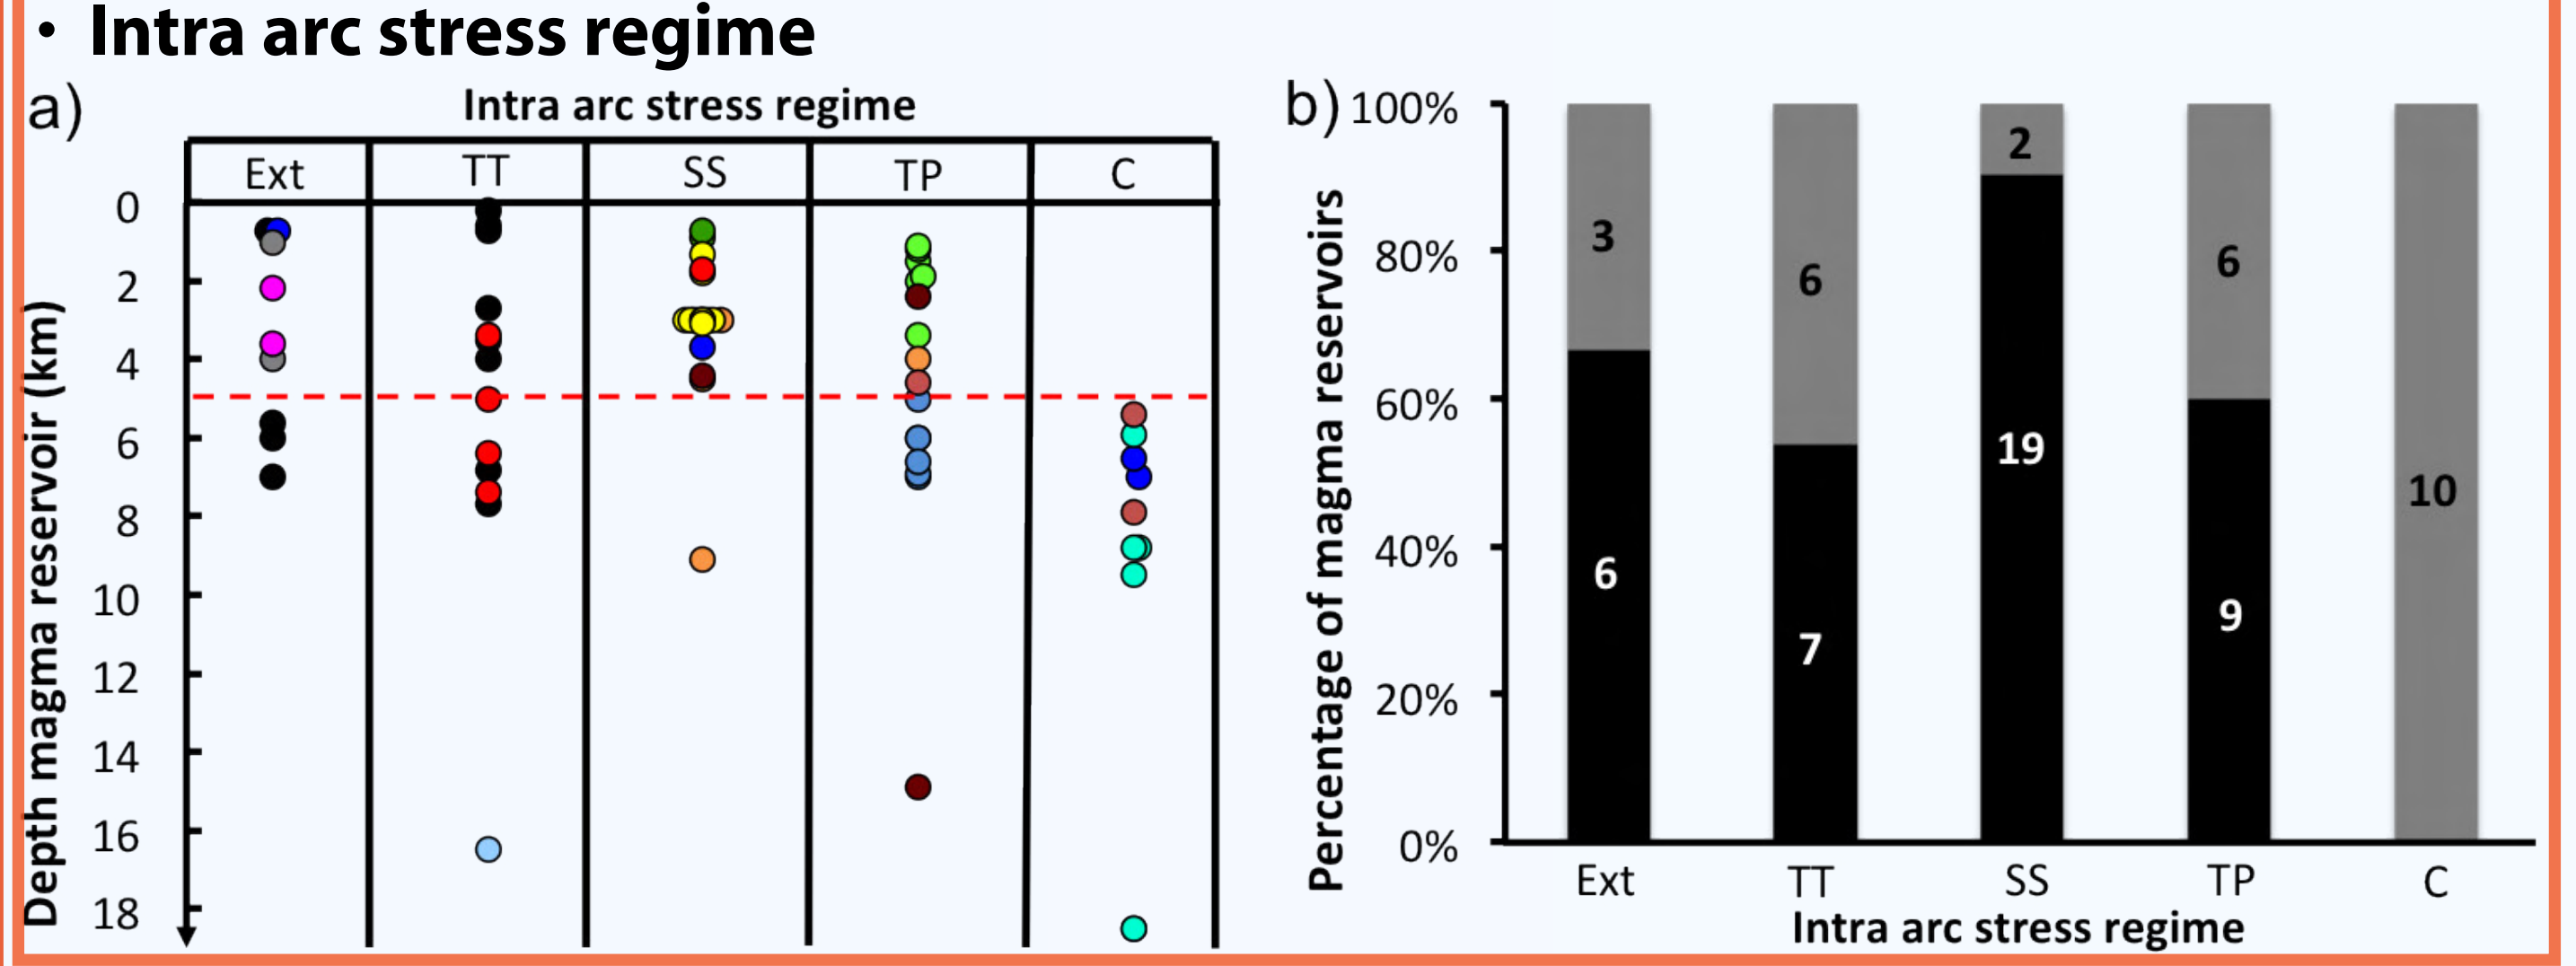 • Intra arc stress regime
a)
Intra arc stress regime
Ext TT SS TP C
Depth magma reservoir (km)
0
2
4
6
8
10
12
14
16
18
b)
Percentage of magma reservoirs
100%
80%
60%
40%
20%
0%
3 6 2 6 10
6 7 19 9
Ext TT SS TP C
Intra arc stress regime